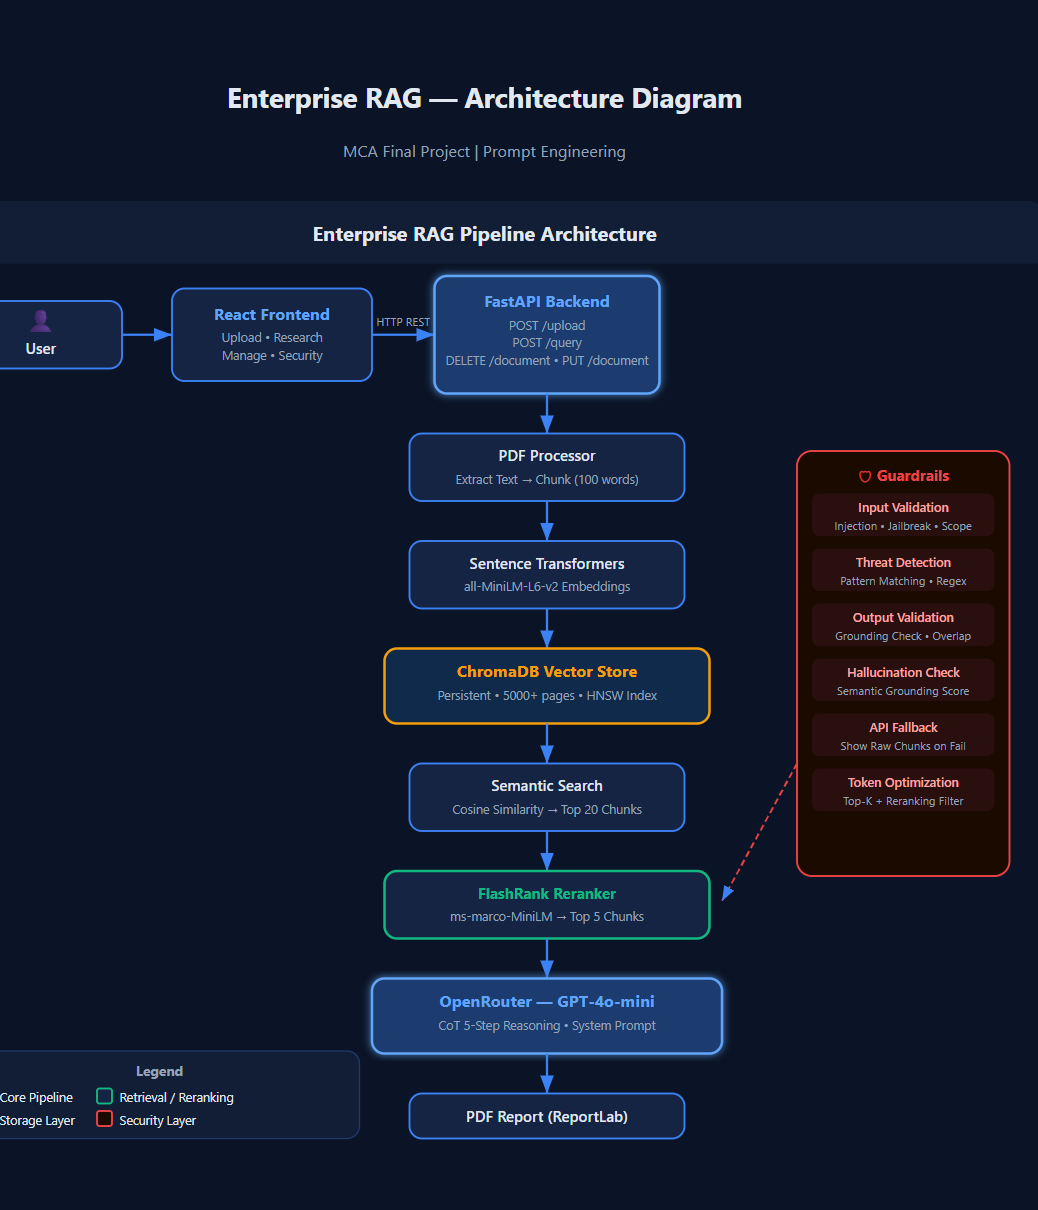 Enterprise RAG — Architecture Diagram
MCA Final Project | Prompt Engineering
Enterprise RAG Pipeline Architecture
User
React Frontend
Upload • Research
Manage • Security
HTTP REST
FastAPI Backend
POST /upload
POST /query
DELETE /document • PUT /document
PDF Processor
Extract Text → Chunk (100 words)
Sentence Transformers
all-MiniLM-L6-v2 Embeddings
ChromaDB Vector Store
Persistent • 5000+ pages • HNSW Index
Semantic Search
Cosine Similarity → Top 20 Chunks
FlashRank Reranker
ms-marco-MiniLM → Top 5 Chunks
OpenRouter — GPT-4o-mini
CoT 5-Step Reasoning • System Prompt
PDF Report (ReportLab)
Guardrails
Input Validation
Injection • Jailbreak • Scope
Threat Detection
Pattern Matching • Regex
Output Validation
Grounding Check • Overlap
Hallucination Check
Semantic Grounding Score
API Fallback
Show Raw Chunks on Fail
Token Optimization
Top-K + Reranking Filter
Legend
Core Pipeline
Retrieval / Reranking
Storage Layer
Security Layer